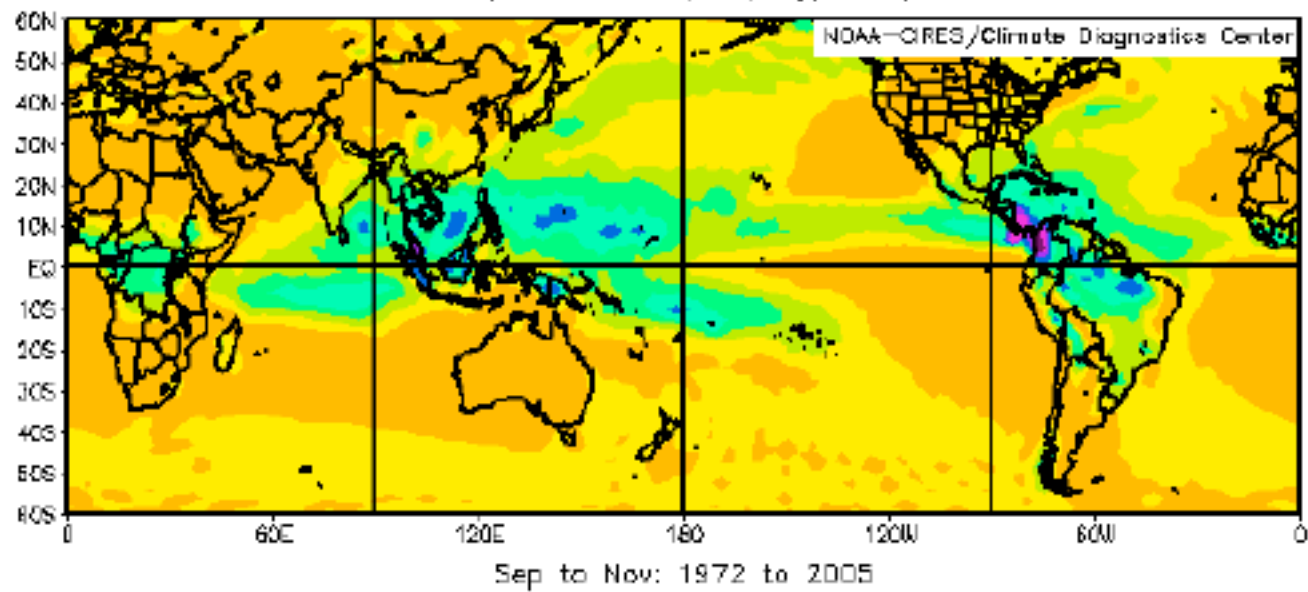 NOAA-CIRES/Climate Diagnostics Center
60N
50N
40N
30N
20N
10N
EQ
10S
20S
30S
40S
50S
60S
0 60E 120E 180 120W 60W 0
Sep to Nov: 1972 to 2005